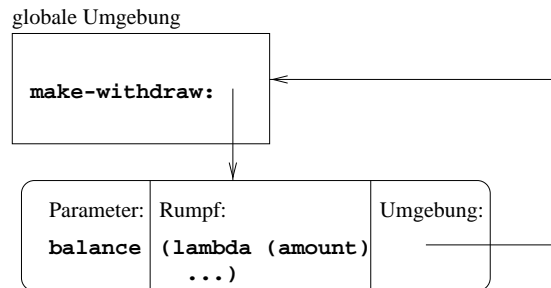 globale Umgebung
make-withdraw:
Parameter: Rumpf: Umgebung:
balance (lambda (amount)
...)